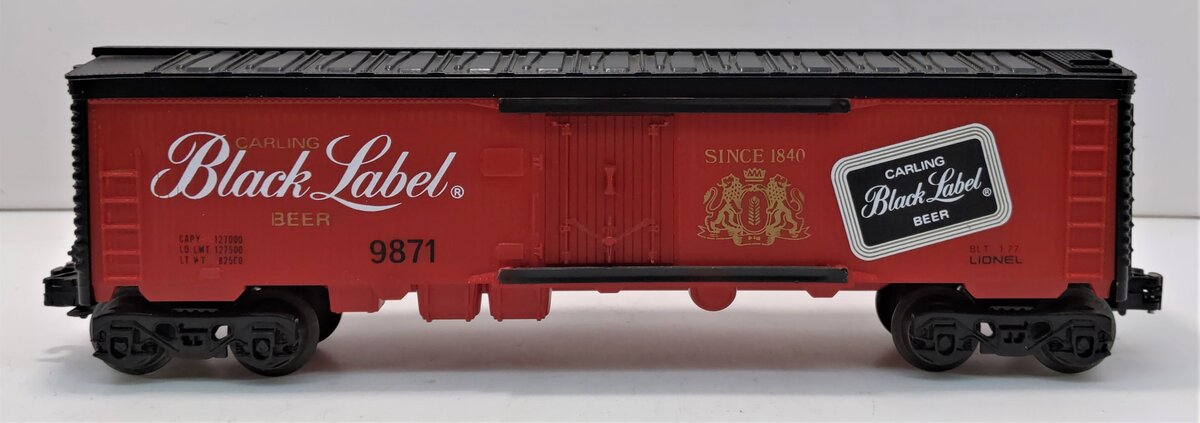 CARLING
Black Label®
BEER
CAPY 127000
LD LMT 127500
LT WT 82500
9871
SINCE 1840
CARLING
Black Label®
BEER
BLT 1 77
LIONEL